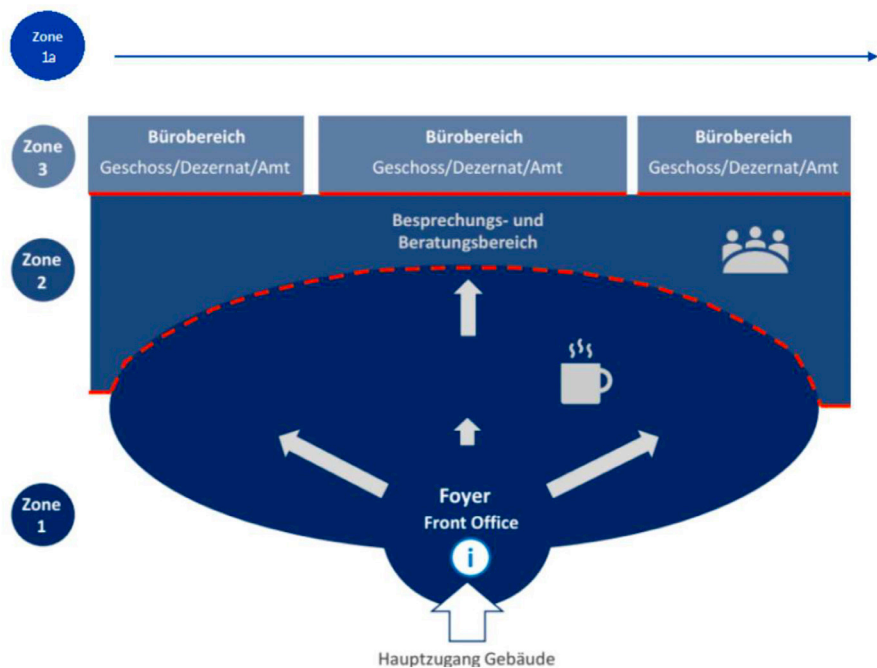 Zone
1a
Zone
3
Bürobereich
Geschoss/Dezernat/Amt
Bürobereich
Geschoss/Dezernat/Amt
Bürobereich
Geschoss/Dezernat/Amt
Zone
2
Besprechungs- und
Beratungsbereich
Zone
1
Foyer
Front Office
i
Hauptzugang Gebäude